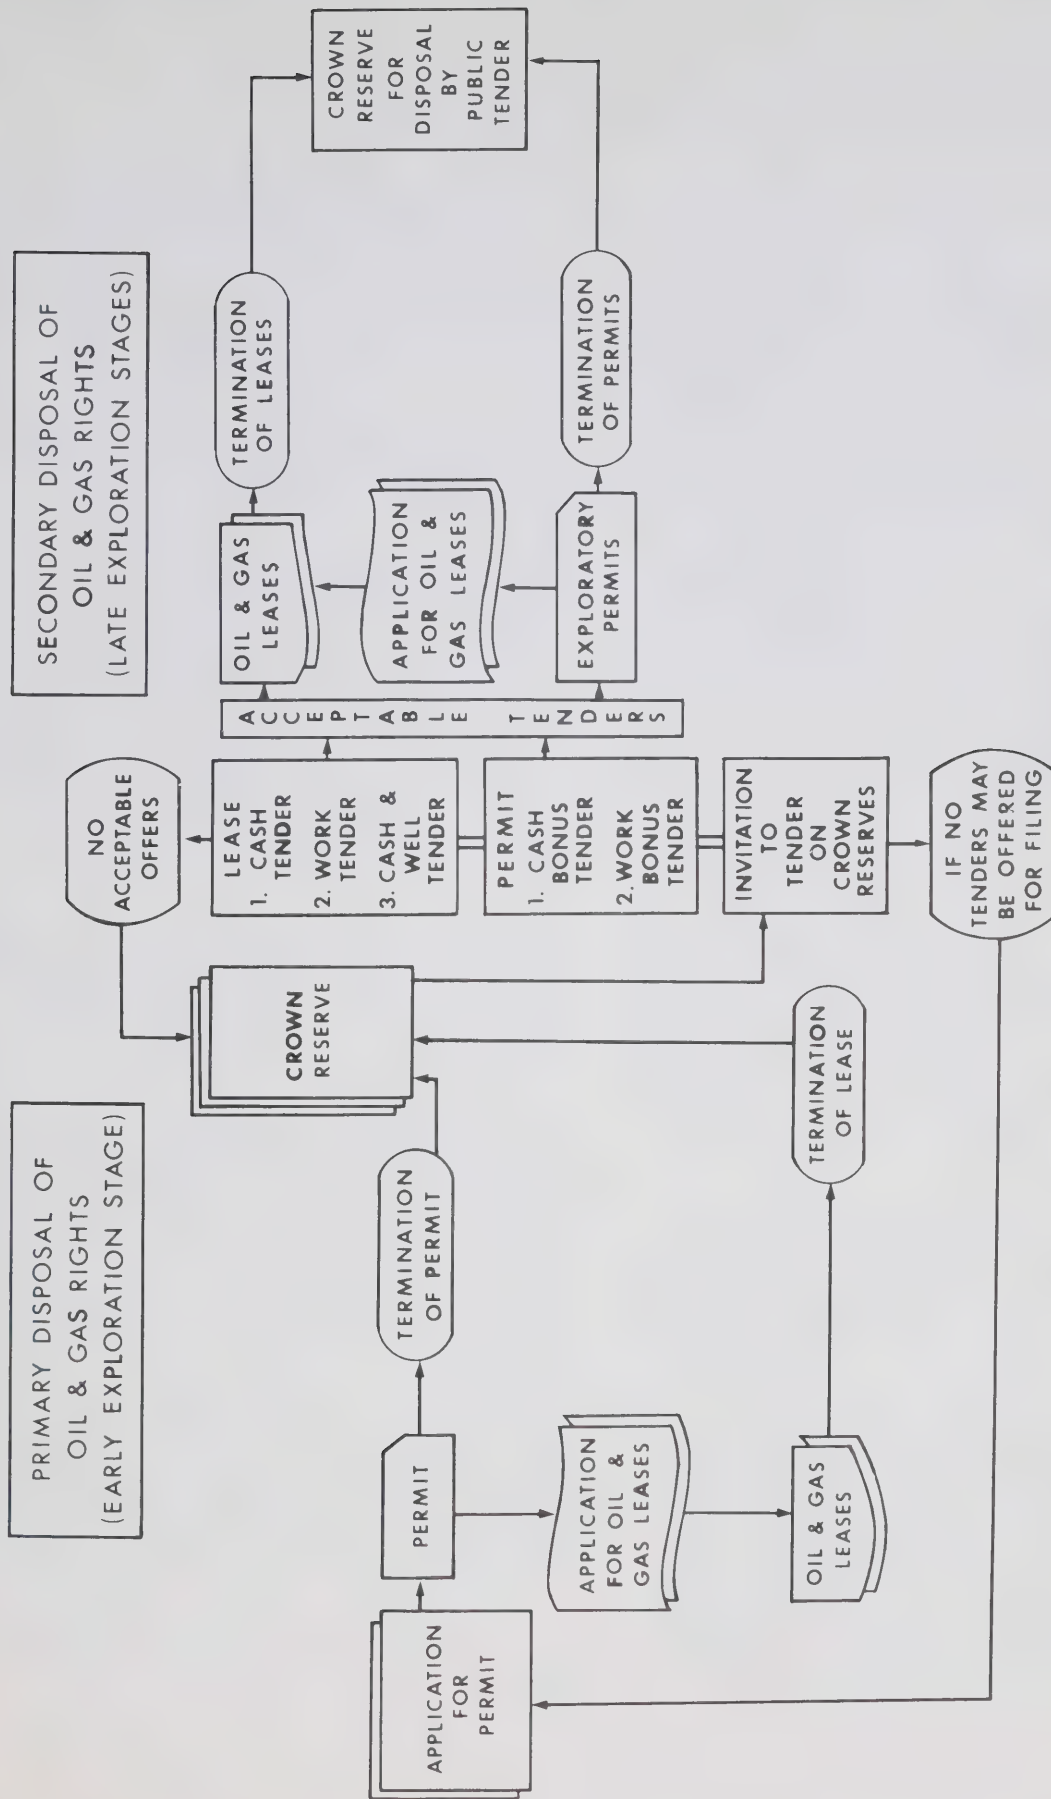 PRIMARY DISPOSAL OF
OIL & GAS RIGHTS
(EARLY EXPLORATION STAGE)
SECONDARY DISPOSAL OF
OIL & GAS RIGHTS
(LATE EXPLORATION STAGES)
APPLICATION
FOR
PERMIT
PERMIT
TERMINATION
OF PERMIT
APPLICATION
FOR OIL &
GAS LEASES
OIL & GAS
LEASES
TERMINATION
OF LEASE
CROWN
RESERVE
NO
ACCEPTABLE
OFFERS
LEASE
1. CASH
TENDER
2. WORK
TENDER
3. CASH &
WELL
TENDER
PERMIT
1. CASH
BONUS
TENDER
2. WORK
BONUS
TENDER
INVITATION
TO
TENDER
ON
CROWN
RESERVES
IF NO
TENDERS MAY
BE OFFERED
FOR FILING
ACCEPTABLE TENDERS
OIL & GAS
LEASES
APPLICATION
FOR OIL &
GAS LEASES
EXPLORATORY
PERMITS
TERMINATION
OF LEASES
TERMINATION
OF PERMITS
CROWN
RESERVE
FOR
DISPOSAL
BY
PUBLIC
TENDER